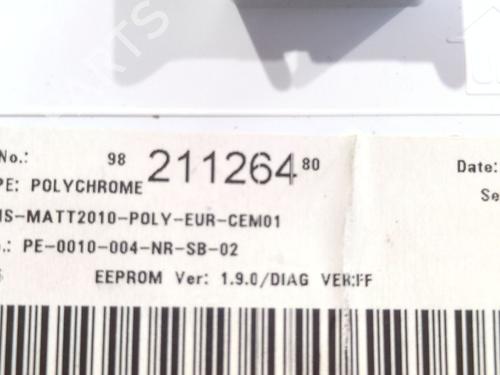 No.: 98 211264 80
Date:
PE: POLYCHROME
Se
IS-MATT2010-POLY-EUR-CEM01
.: PE-0010-004-NR-SB-02
EEPROM Ver: 1.9.0/DIAG VER:FF